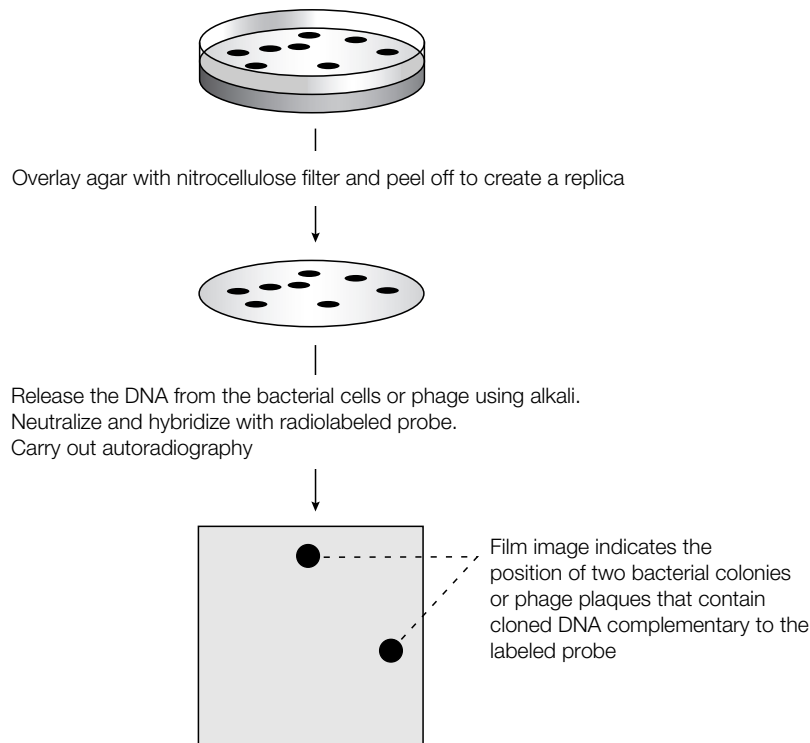 Overlay agar with nitrocellulose filter and peel off to create a replica
Release the DNA from the bacterial cells or phage using alkali.
Neutralize and hybridize with radiolabeled probe.
Carry out autoradiography
Film image indicates the
position of two bacterial colonies
or phage plaques that contain
cloned DNA complementary to the
labeled probe